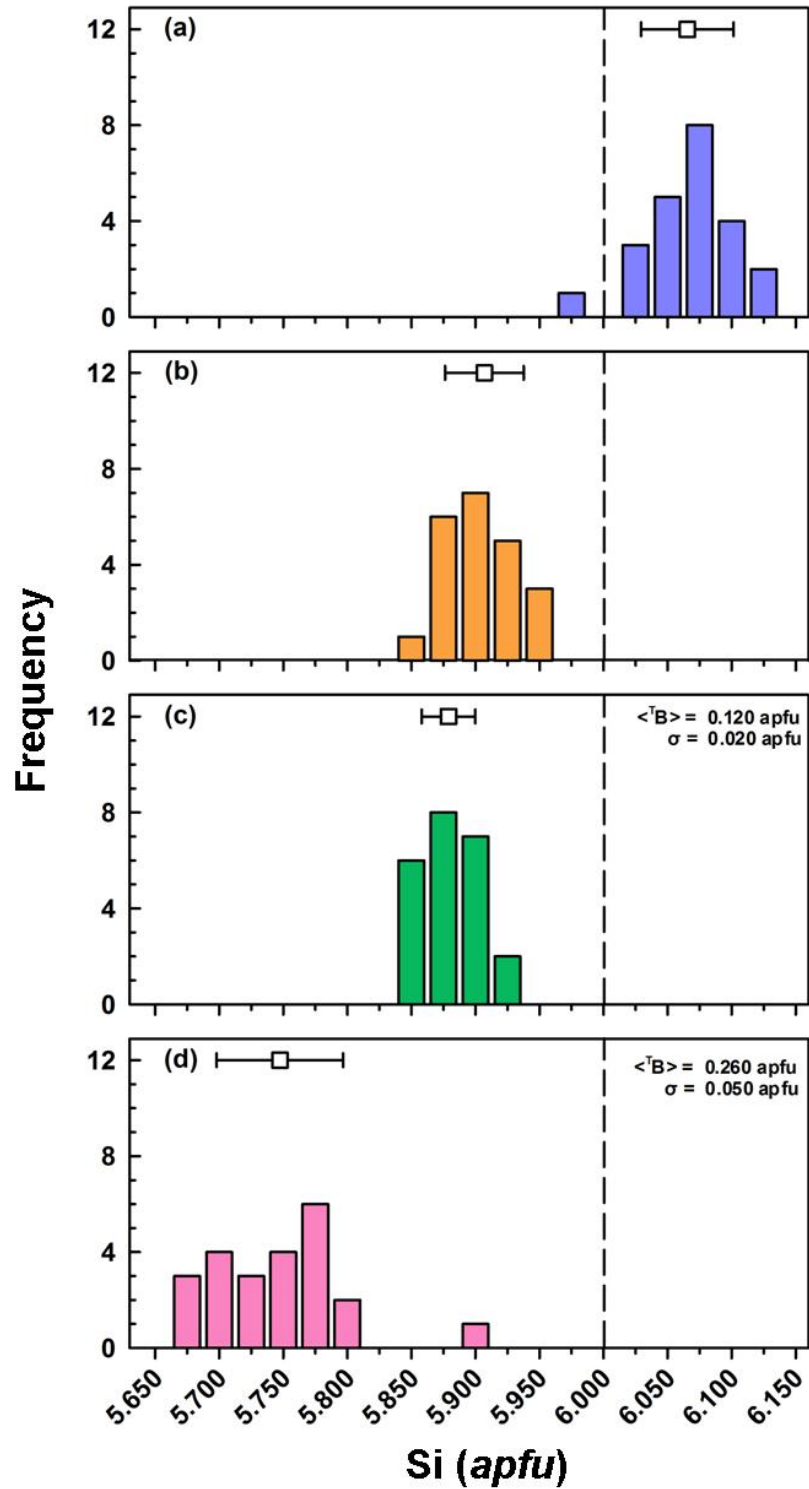 Frequency
(a)
12
8
4
0
(b)
12
8
4
0
(c)
<ᵀB> = 0.120 apfu
σ = 0.020 apfu
12
8
4
0
(d)
<ᵀB> = 0.260 apfu
σ = 0.050 apfu
12
8
4
0
5.650 5.700 5.750 5.800 5.850 5.900 5.950 6.000 6.050 6.100 6.150
Si (apfu)